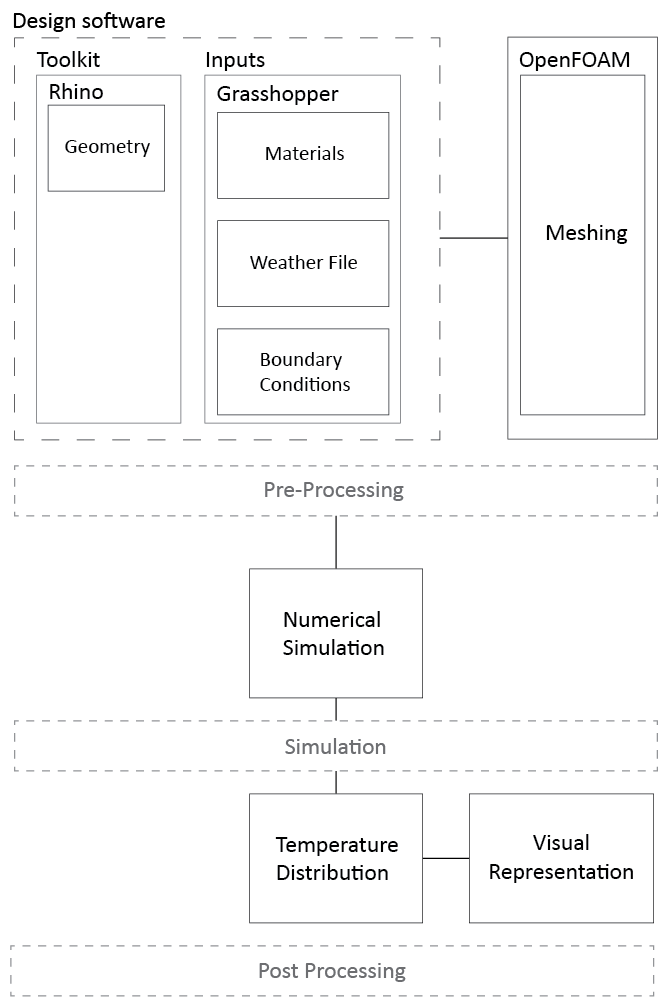 Design software
Toolkit
Rhino
Geometry
Inputs
Grasshopper
Materials
Weather File
Boundary
Conditions
OpenFOAM
Meshing
Pre-Processing
Numerical
Simulation
Simulation
Temperature
Distribution
Visual
Representation
Post Processing